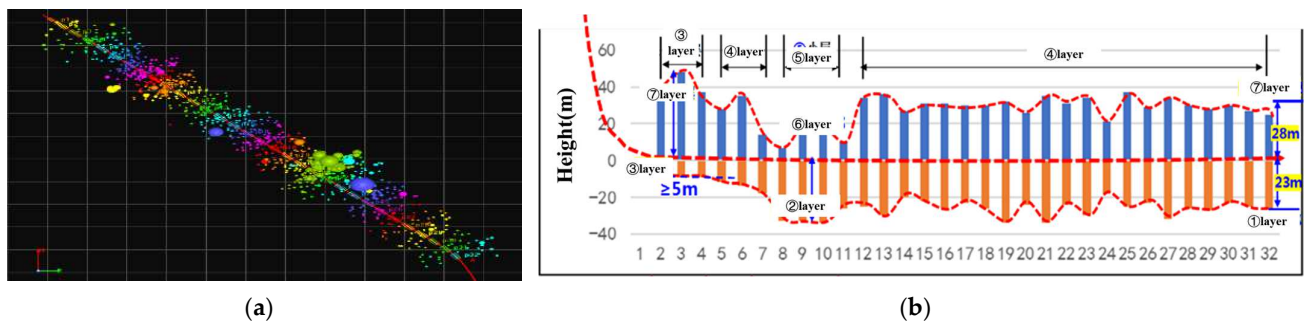 ③
layer
④layer
⑤layer
④layer
60
⑦layer
⑦layer
40
⑥layer
20
28m
Height(m)
0
③layer
23m
≥5m
−20
②layer
①layer
−40
1 2 3 4 5 6 7 8 9 10 11 12 13 14 15 16 17 18 19 20 21 22 23 24 25 26 27 28 29 30 31 32
(a)
(b)